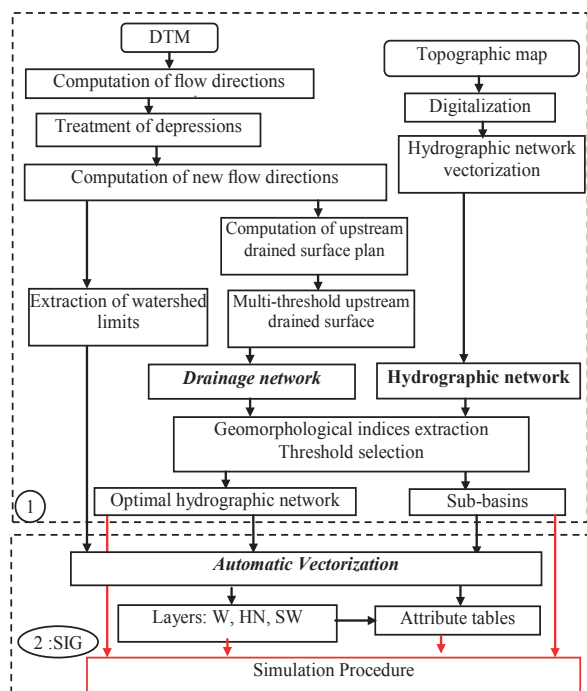 DTM
Topographic map
Computation of flow directions
Digitalization
Treatment of depressions
Hydrographic network
vectorization
Computation of new flow directions
Computation of upstream
drained surface plan
Extraction of watershed
limits
Multi-threshold upstream
drained surface
Drainage network
Hydrographic network
Geomorphological indices extraction
Threshold selection
1
Optimal hydrographic network
Sub-basins
Automatic Vectorization
Layers: W, HN, SW
Attribute tables
2 :SIG
Simulation Procedure